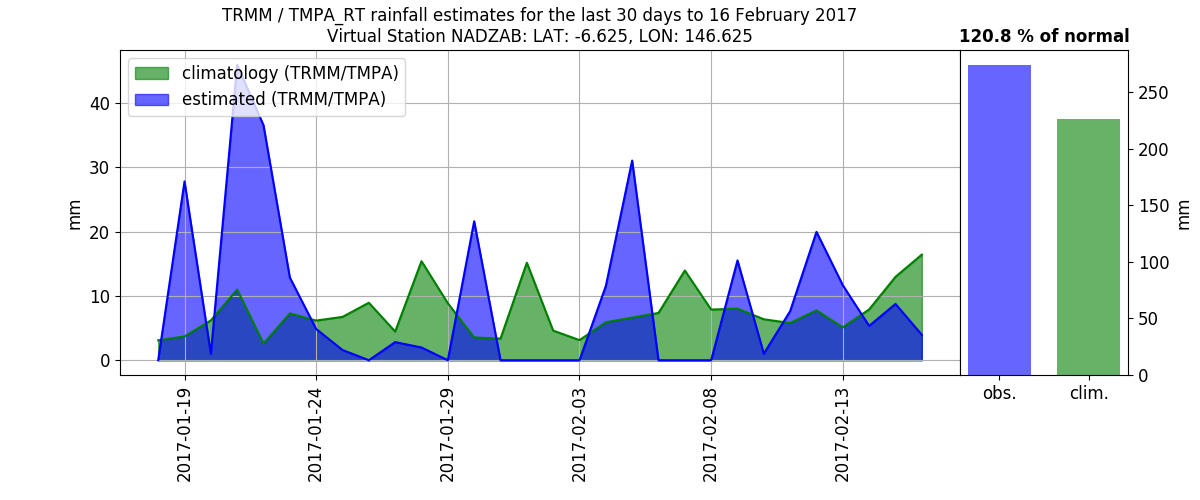 TRMM / TMPA_RT rainfall estimates for the last 30 days to 16 February 2017
Virtual Station NADZAB: LAT: -6.625, LON: 146.625
120.8 % of normal
climatology (TRMM/TMPA)
estimated (TRMM/TMPA)
mm
40
30
20
10
0
2017-01-19
2017-01-24
2017-01-29
2017-02-03
2017-02-08
2017-02-13
250
200
150
100
50
0
mm
obs.
clim.